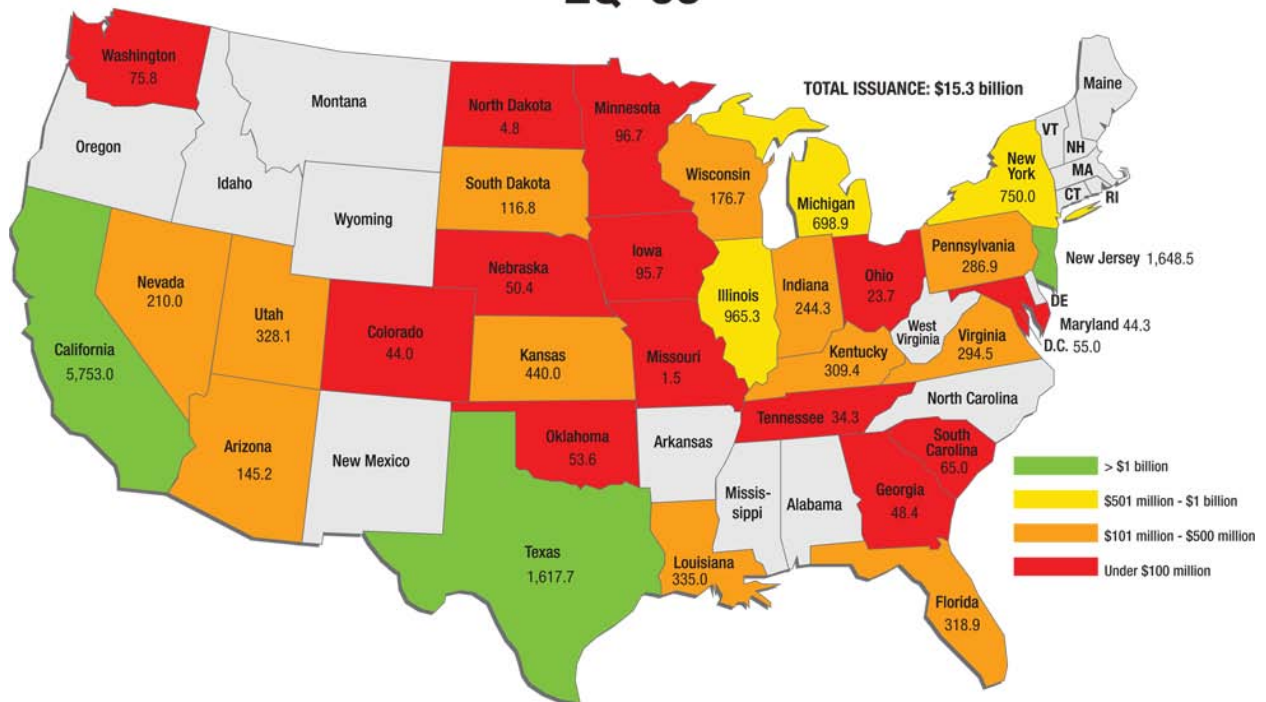 Washington
75.8
Montana
North Dakota
4.8
Minnesota
96.7
TOTAL ISSUANCE: $15.3 billion
Maine
VT
NH
MA
CT
RI
New
York
750.0
Oregon
Idaho
Wyoming
South Dakota
116.8
Wisconsin
176.7
Michigan
698.9
Iowa
95.7
Nebraska
50.4
Pennsylvania
286.9
New Jersey 1,648.5
Nevada
210.0
Utah
328.1
Colorado
44.0
Kansas
440.0
Missouri
1.5
Illinois
965.3
Indiana
244.3
Ohio
23.7
DE
Maryland 44.3
D.C. 55.0
West
Virginia
Virginia
294.5
Kentucky
309.4
California
5,753.0
Arizona
145.2
New Mexico
Oklahoma
53.6
Arkansas
Tennessee 34.3
North Carolina
South
Carolina
65.0
Missis-
sippi
Alabama
Georgia
48.4
Texas
1,617.7
Louisiana
335.0
Florida
318.9
> $1 billion
$501 million - $1 billion
$101 million - $500 million
Under $100 million